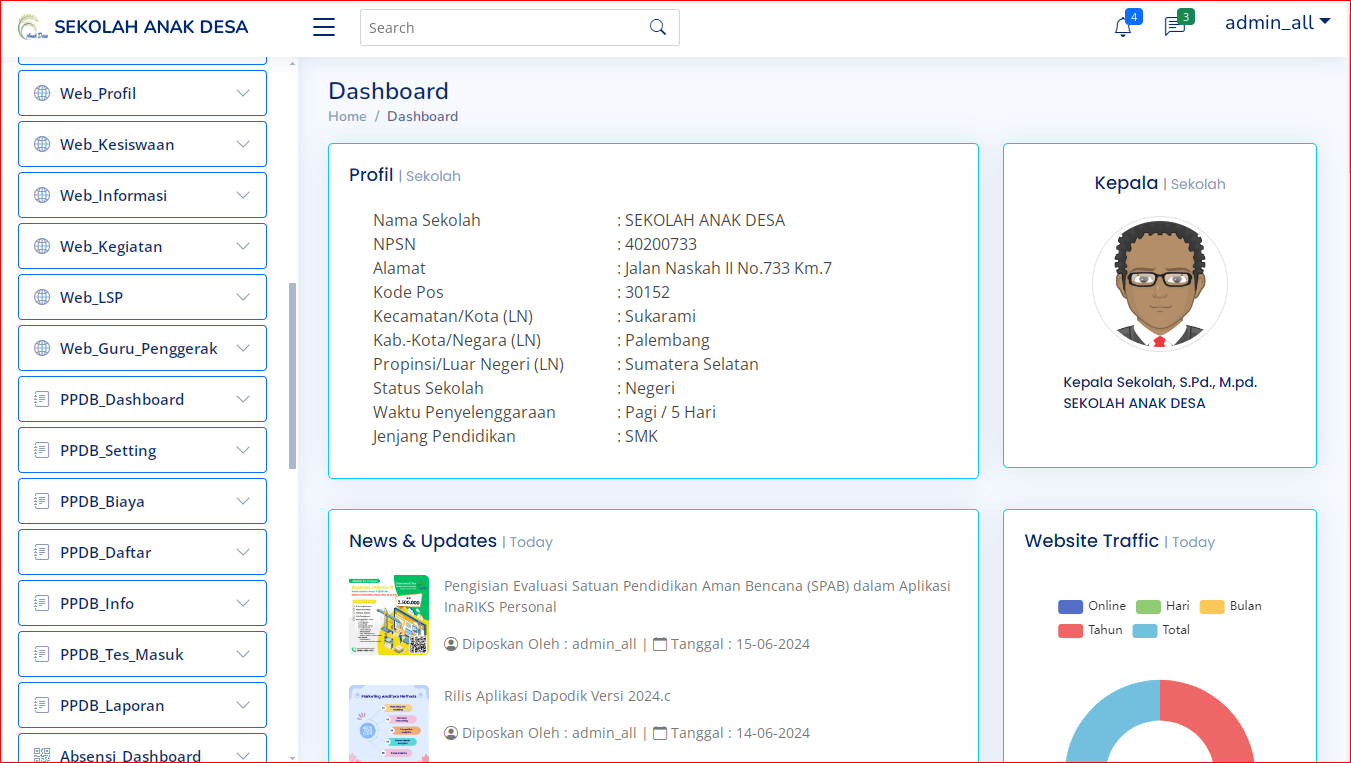 SEKOLAH ANAK DESA
Search
4
3
admin_all
Web_Profil
Web_Kesiswaan
Web_Informasi
Web_Kegiatan
Web_LSP
Web_Guru_Penggerak
PPDB_Dashboard
PPDB_Setting
PPDB_Biaya
PPDB_Daftar
PPDB_Info
PPDB_Tes_Masuk
PPDB_Laporan
Absensi_Dashboard
Dashboard
Home / Dashboard
Profil | Sekolah
Nama Sekolah : SEKOLAH ANAK DESA
NPSN : 40200733
Alamat : Jalan Naskah II No.733 Km.7
Kode Pos : 30152
Kecamatan/Kota (LN) : Sukarami
Kab.-Kota/Negara (LN) : Palembang
Propinsi/Luar Negeri (LN) : Sumatera Selatan
Status Sekolah : Negeri
Waktu Penyelenggaraan : Pagi / 5 Hari
Jenjang Pendidikan : SMK
Kepala | Sekolah
Kepala Sekolah, S.Pd., M.pd.
SEKOLAH ANAK DESA
News & Updates | Today
Pengisian Evaluasi Satuan Pendidikan Aman Bencana (SPAB) dalam Aplikasi
InaRIKS Personal
Diposkan Oleh : admin_all | Tanggal : 15-06-2024
Rilis Aplikasi Dapodik Versi 2024.c
Diposkan Oleh : admin_all | Tanggal : 14-06-2024
Website Traffic | Today
Online Hari Bulan
Tahun Total